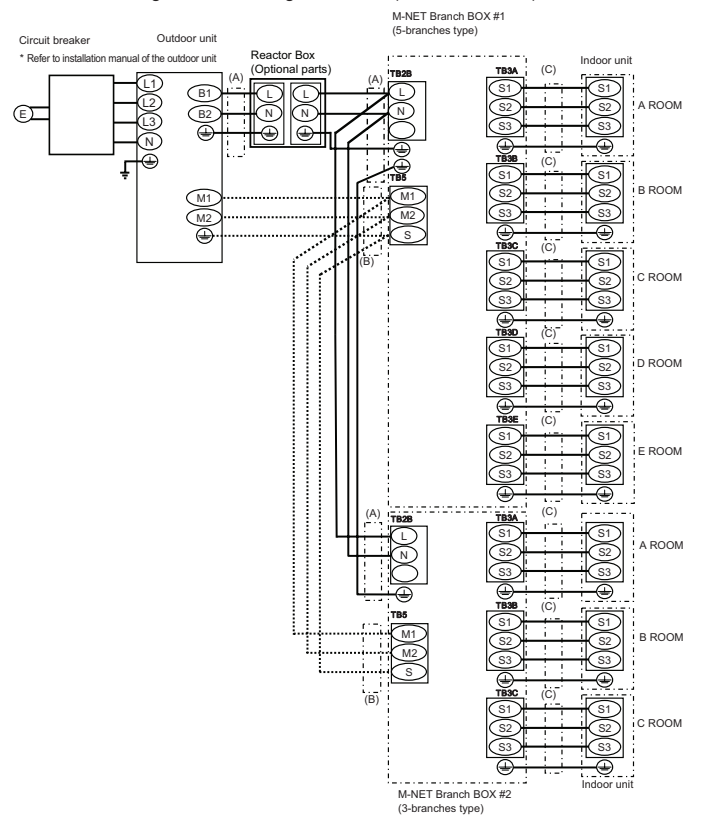 M-NET Branch BOX #1
(5-branches type)
Circuit breaker
Outdoor unit
* Refer to installation manual of the outdoor unit
Reactor Box
(Optional parts)
Indoor unit
(A)
(A)
TB2B
TB3A
(C)
L1
L2
L3
N
E
B1
B2
L
N
L
N
L
N
S1
S2
S3
S1
S2
S3
A ROOM
TB3B
(C)
S1
S2
S3
S1
S2
S3
B ROOM
TB5
M1
M2
M1
M2
S
(B)
TB3C
(C)
S1
S2
S3
S1
S2
S3
C ROOM
TB3D
(C)
S1
S2
S3
S1
S2
S3
D ROOM
TB3E
(C)
S1
S2
S3
S1
S2
S3
E ROOM
(A)
TB2B
L
N
TB3A
(C)
S1
S2
S3
S1
S2
S3
A ROOM
TB5
M1
M2
S
(B)
TB3B
(C)
S1
S2
S3
S1
S2
S3
B ROOM
TB3C
(C)
S1
S2
S3
S1
S2
S3
C ROOM
Indoor unit
M-NET Branch BOX #2
(3-branches type)